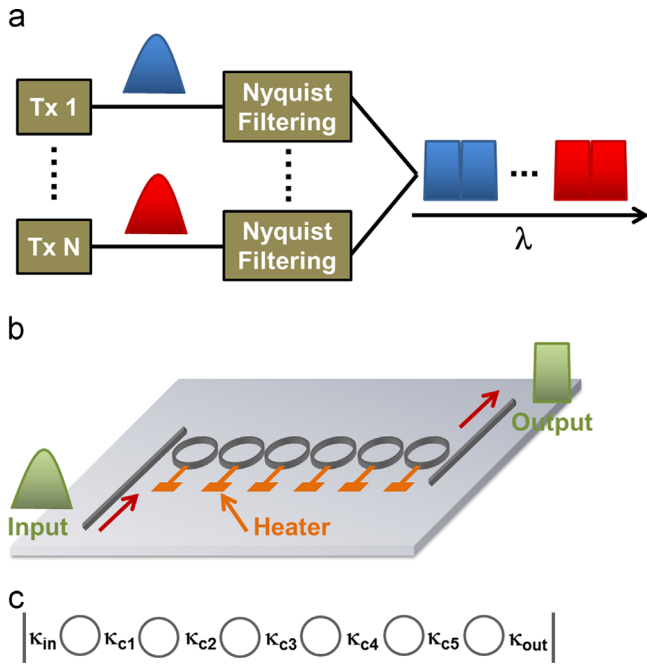 a
Tx 1
Nyquist
Filtering
Tx N
Nyquist
Filtering
λ
b
Input
Heater
Output
c
κin κc1 κc2 κc3 κc4 κc5 κout